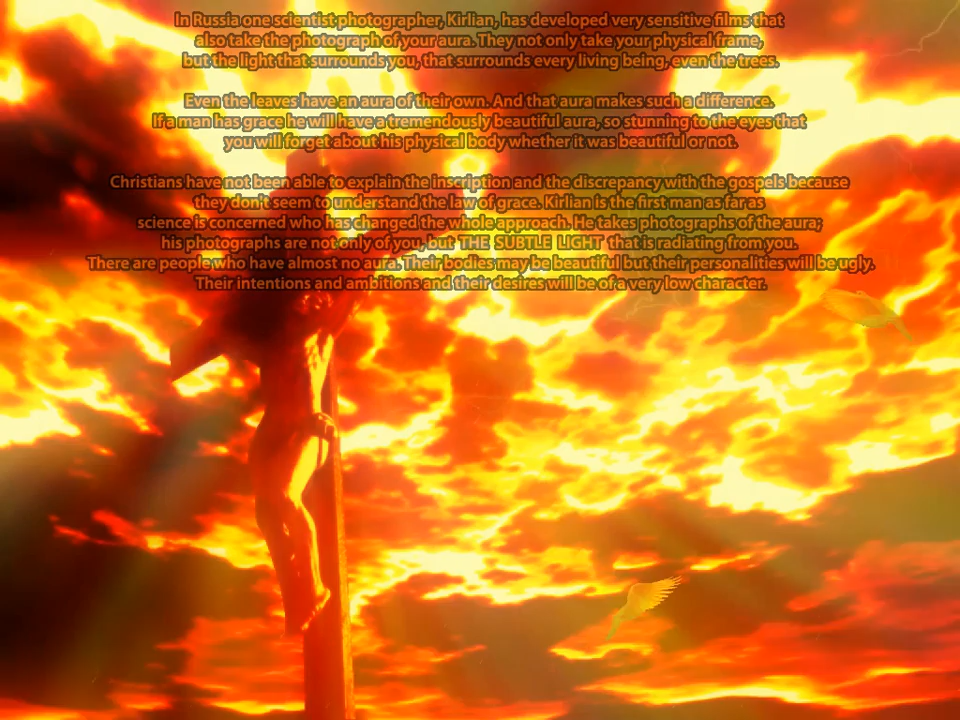 In Russia one scientist photographer, Kirlian, has developed very sensitive films that
also take the photograph of your aura. They not only take your physical frame,
but the light that surrounds you, that surrounds every living being, even the trees.
Even the leaves have an aura of their own. And that aura makes such a difference.
If a man has grace he will have a tremendously beautiful aura, so stunning to the eyes that
you will forget about his physical body whether it was beautiful or not.
Christians have not been able to explain the inscription and the discrepancy with the gospels because
they don't seem to understand the law of grace. Kirlian is the first man as far as
science is concerned who has changed the whole approach. He takes photographs of the aura;
his photographs are not only of you, but THE SUBTLE LIGHT that is radiating from you.
There are people who have almost no aura. Their bodies may be beautiful but their personalities will be ugly.
Their intentions and ambitions and their desires will be of a very low character.